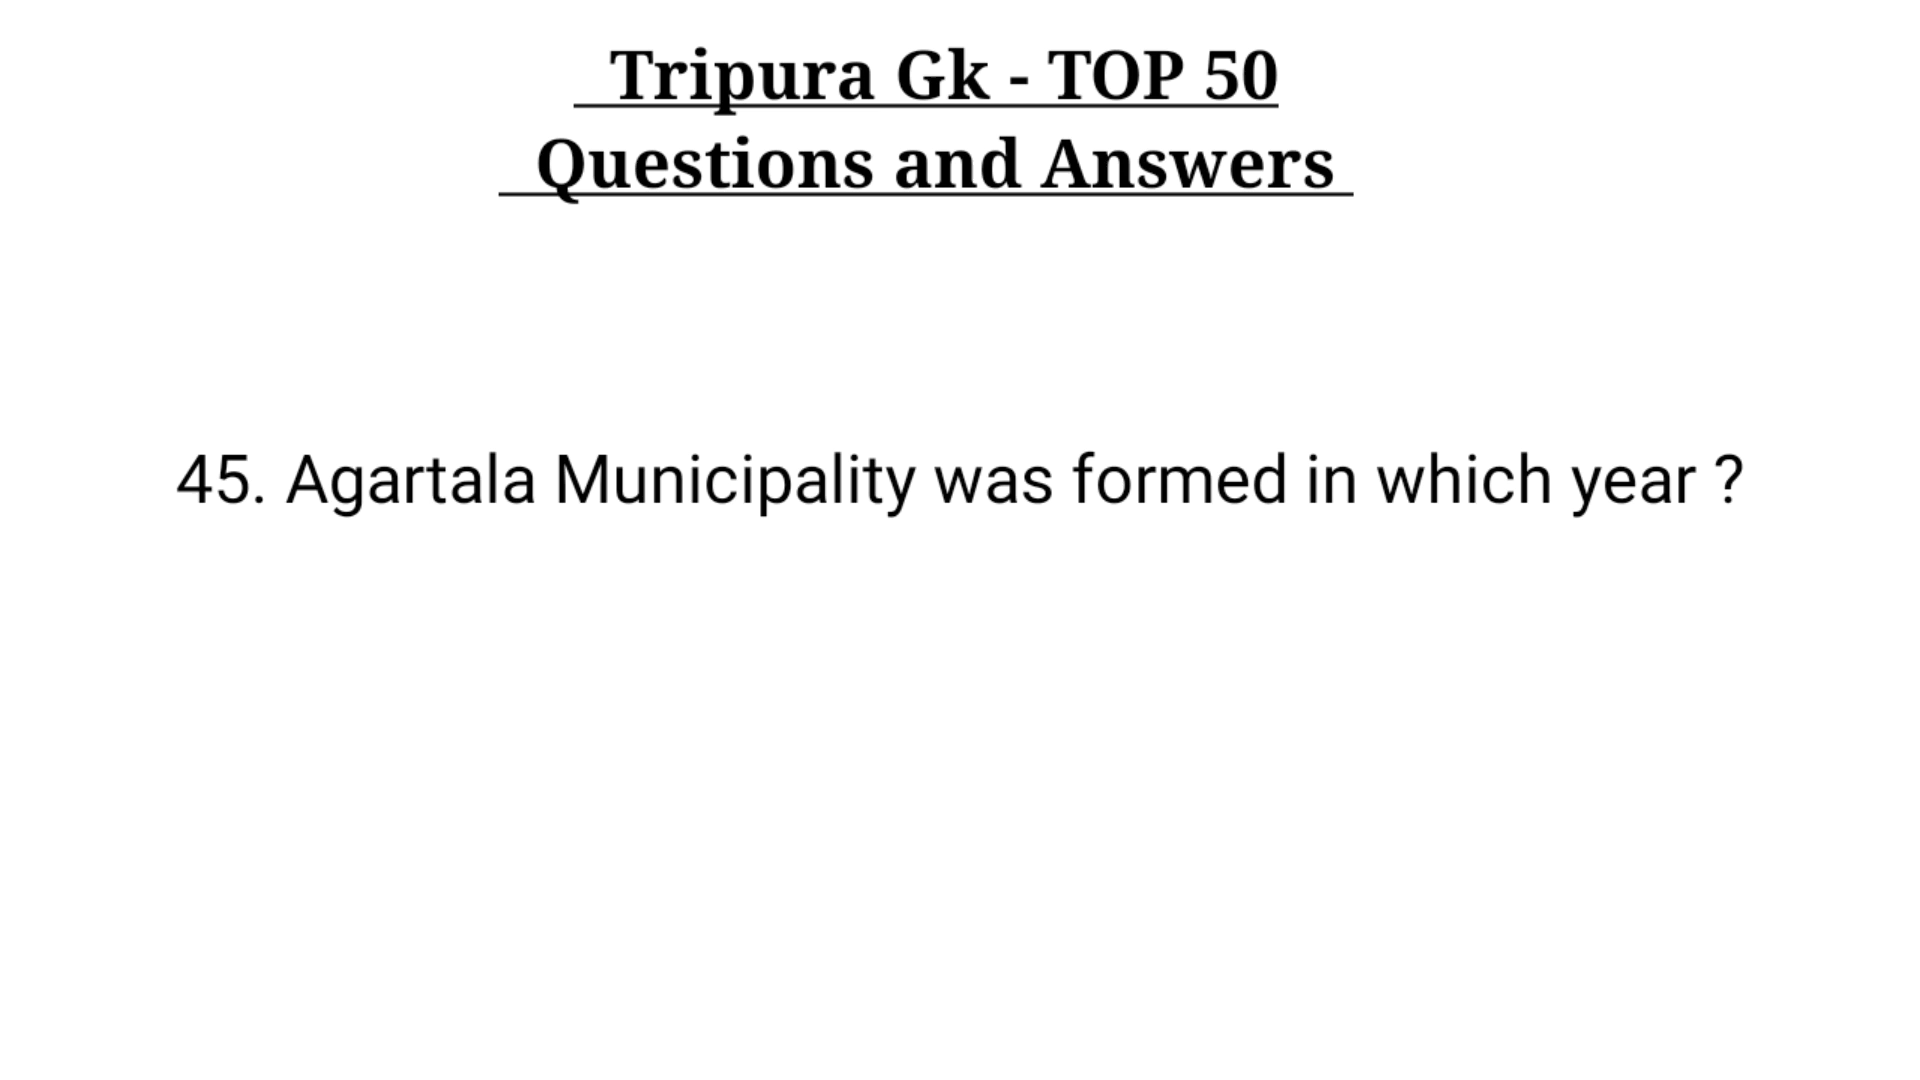 Tripura Gk - TOP 50
Questions and Answers
45. Agartala Municipality was formed in which year ?